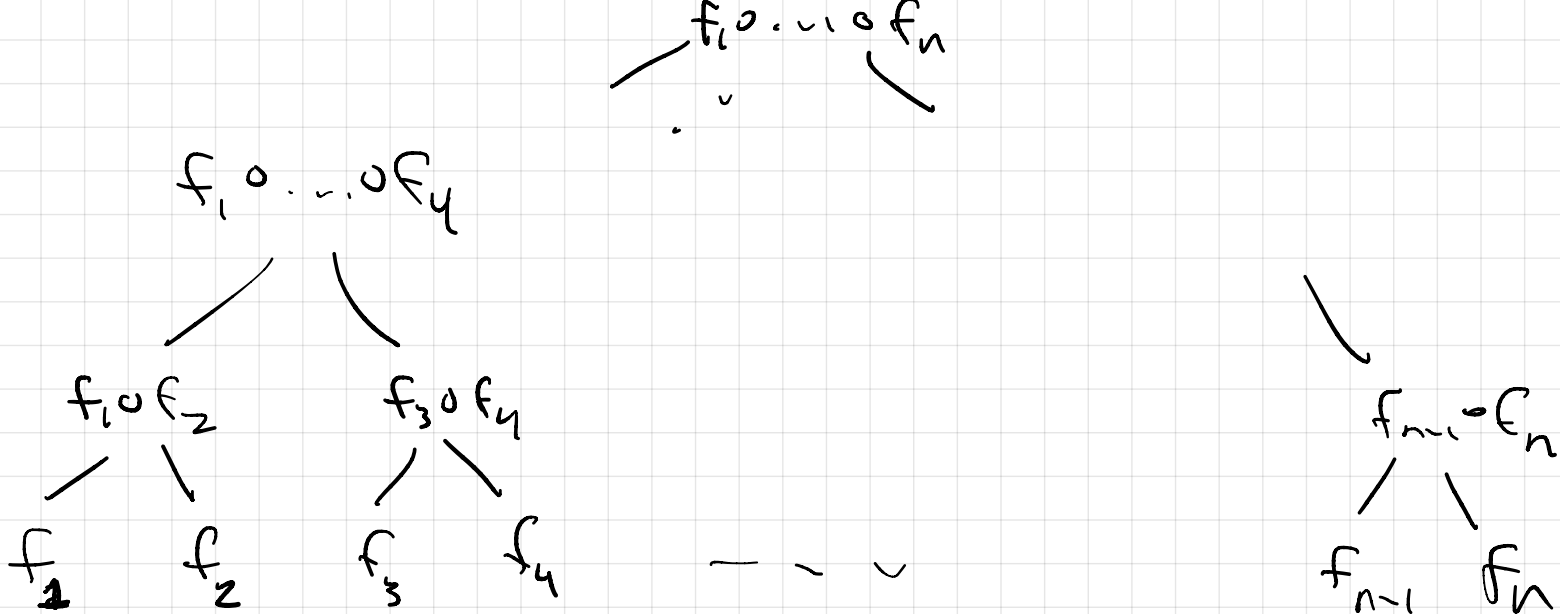 f₁ ∘ ... ∘ fₙ
f₁ ∘ ... ∘ f₄
f₁ ∘ f₂ f₃ ∘ f₄ fₙ₋₁ ∘ fₙ
f₁ f₂ f₃ f₄ ... fₙ₋₁ fₙ